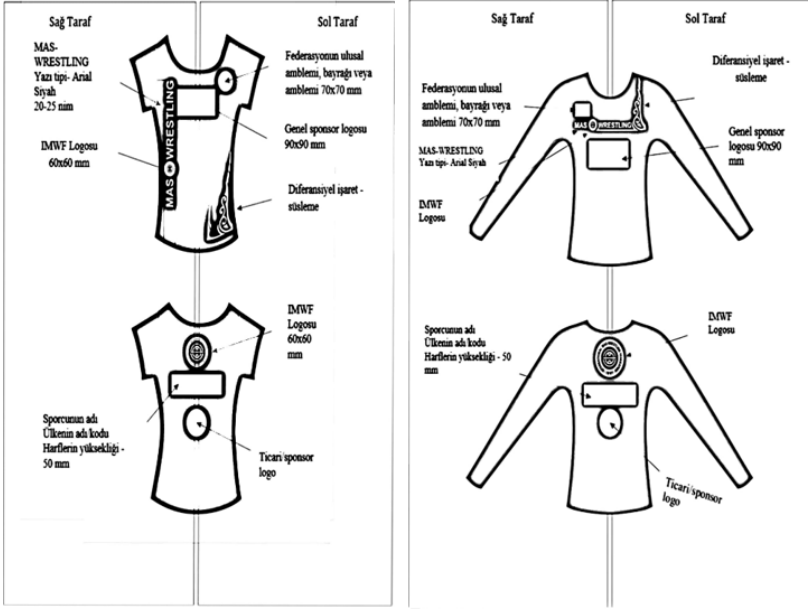 Sağ Taraf
Sol Taraf
MAS-
WRESTLING
Yazı tipi- Arial
Siyah
20-25 nim
IMWF Logosu
60x60 mm
Federasyonun ulusal
amblemi, bayrağı veya
amblemi 70x70 mm
Genel sponsor logosu
90x90 mm
Diferansiyel işaret -
süsleme
MAS WRESTLING
IMWF
Logosu
60x60
mm
Sporcunun adı
Ülkenin adı/kodu
Harflerin yüksekliği -
50 mm
Ticari/sponsor
logo
Sağ Taraf
Sol Taraf
Federasyonun ulusal
amblemi, bayrağı veya
amblemi 70x70 mm
MAS-WRESTLING
Yazı tipi- Arial Siyah
IMWF
Logosu
Diferansiyel işaret -
süsleme
Genel sponsor
logosu 90x90
mm
MAS WRESTLING
Sporcunun adı
Ülkenin adı/kodu
Harflerin yüksekliği - 50
mm
IMWF
Logosu
Ticari/sponsor
logo